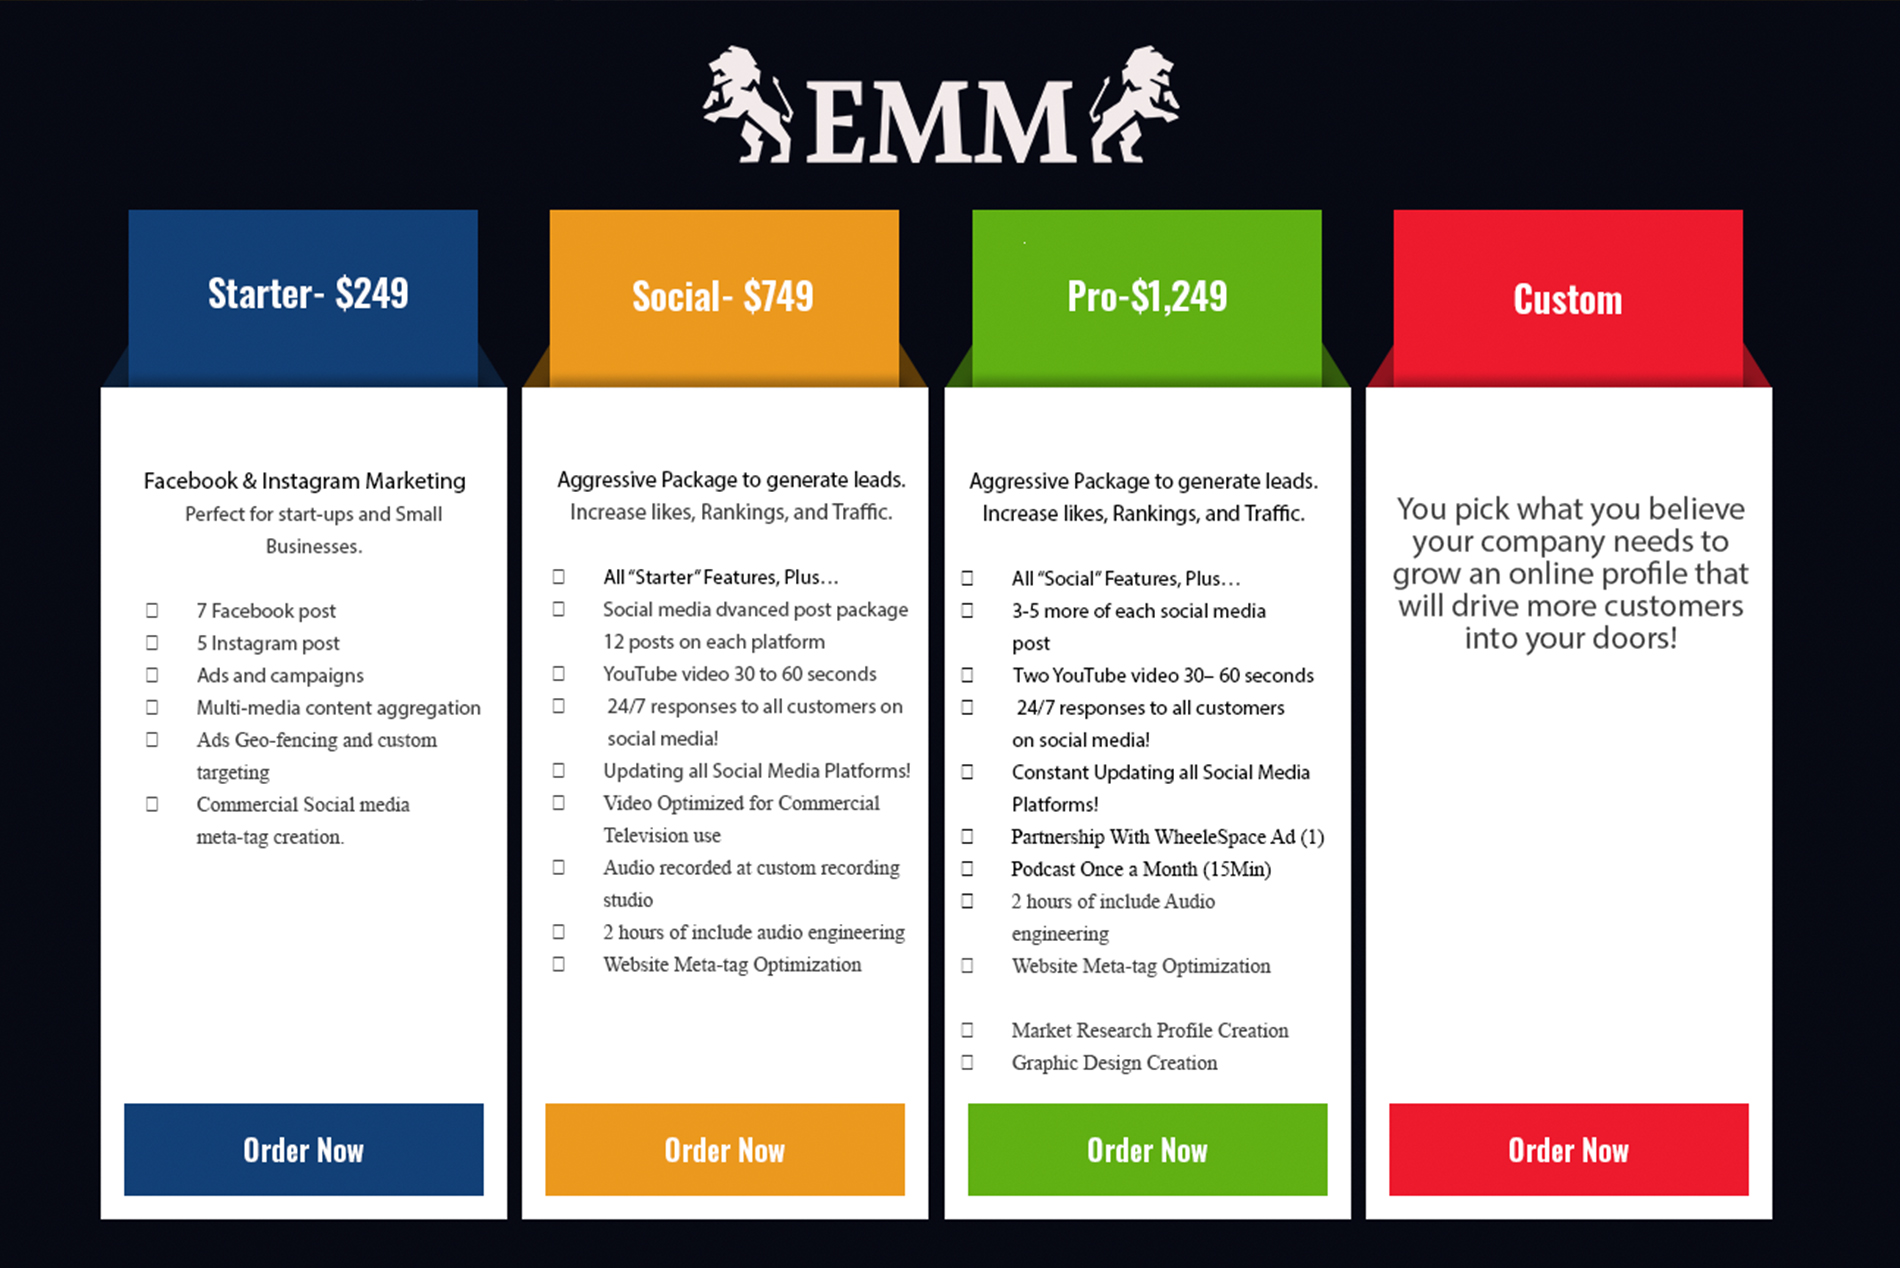 EMM
Starter- $249
Facebook & Instagram Marketing
Perfect for start-ups and Small
Businesses.
7 Facebook post
5 Instagram post
Ads and campaigns
Multi-media content aggregation
Ads Geo-fencing and custom
targeting
Commercial Social media
meta-tag creation.
Order Now
Social- $749
Aggressive Package to generate leads.
Increase likes, Rankings, and Traffic.
All “Starter“ Features, Plus…
Social media dvanced post package
12 posts on each platform
YouTube video 30 to 60 seconds
24/7 responses to all customers on
social media!
Updating all Social Media Platforms!
Video Optimized for Commercial
Television use
Audio recorded at custom recording
studio
2 hours of include audio engineering
Website Meta-tag Optimization
Order Now
Pro-$1,249
Aggressive Package to generate leads.
Increase likes, Rankings, and Traffic.
All “Social“ Features, Plus…
3-5 more of each social media
post
Two YouTube video 30– 60 seconds
24/7 responses to all customers
on social media!
Constant Updating all Social Media
Platforms!
Partnership With WheeleSpace Ad (1)
Podcast Once a Month (15Min)
2 hours of include Audio
engineering
Website Meta-tag Optimization
Market Research Profile Creation
Graphic Design Creation
Order Now
Custom
You pick what you believe
your company needs to
grow an online profile that
will drive more customers
into your doors!
Order Now